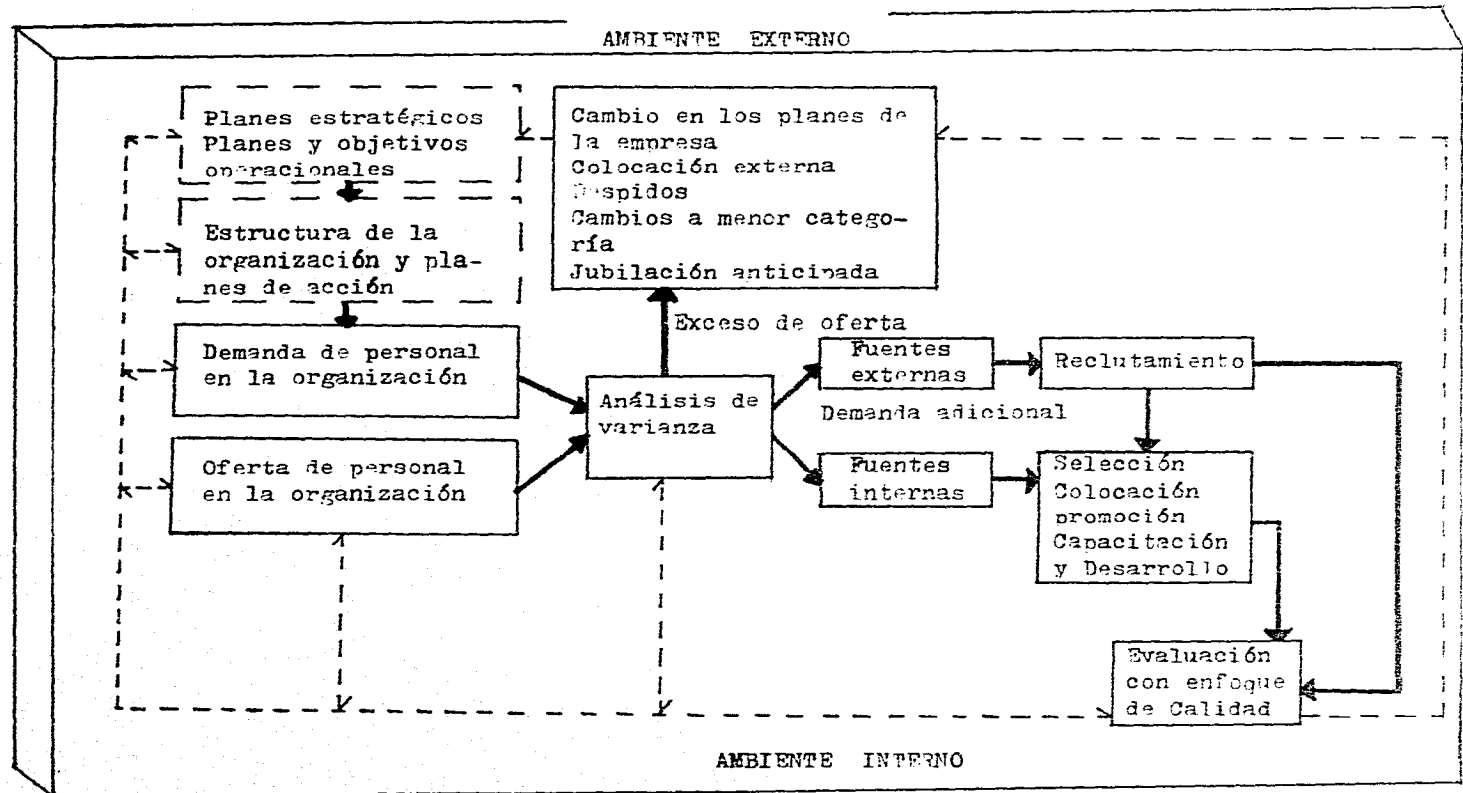 AMBIENTE EXTERNO
Planes estratégicos
Planes y objetivos
operacionales
Estructura de la
organización y pla-
nes de acción
Cambio en los planes de
la empresa
Colocación externa
Despidos
Cambios a menor catego-
ría
Jubilación anticipada
Exceso de oferta
Demanda de personal
en la organización
Oferta de personal
en la organización
Análisis de
varianza
Fuentes
externas
Demanda adicional
Fuentes
internas
Reclutamiento
Selección
Colocación
promoción
Capacitación
y Desarrollo
Evaluación
con enfoque
de Calidad
AMBIENTE INTERNO